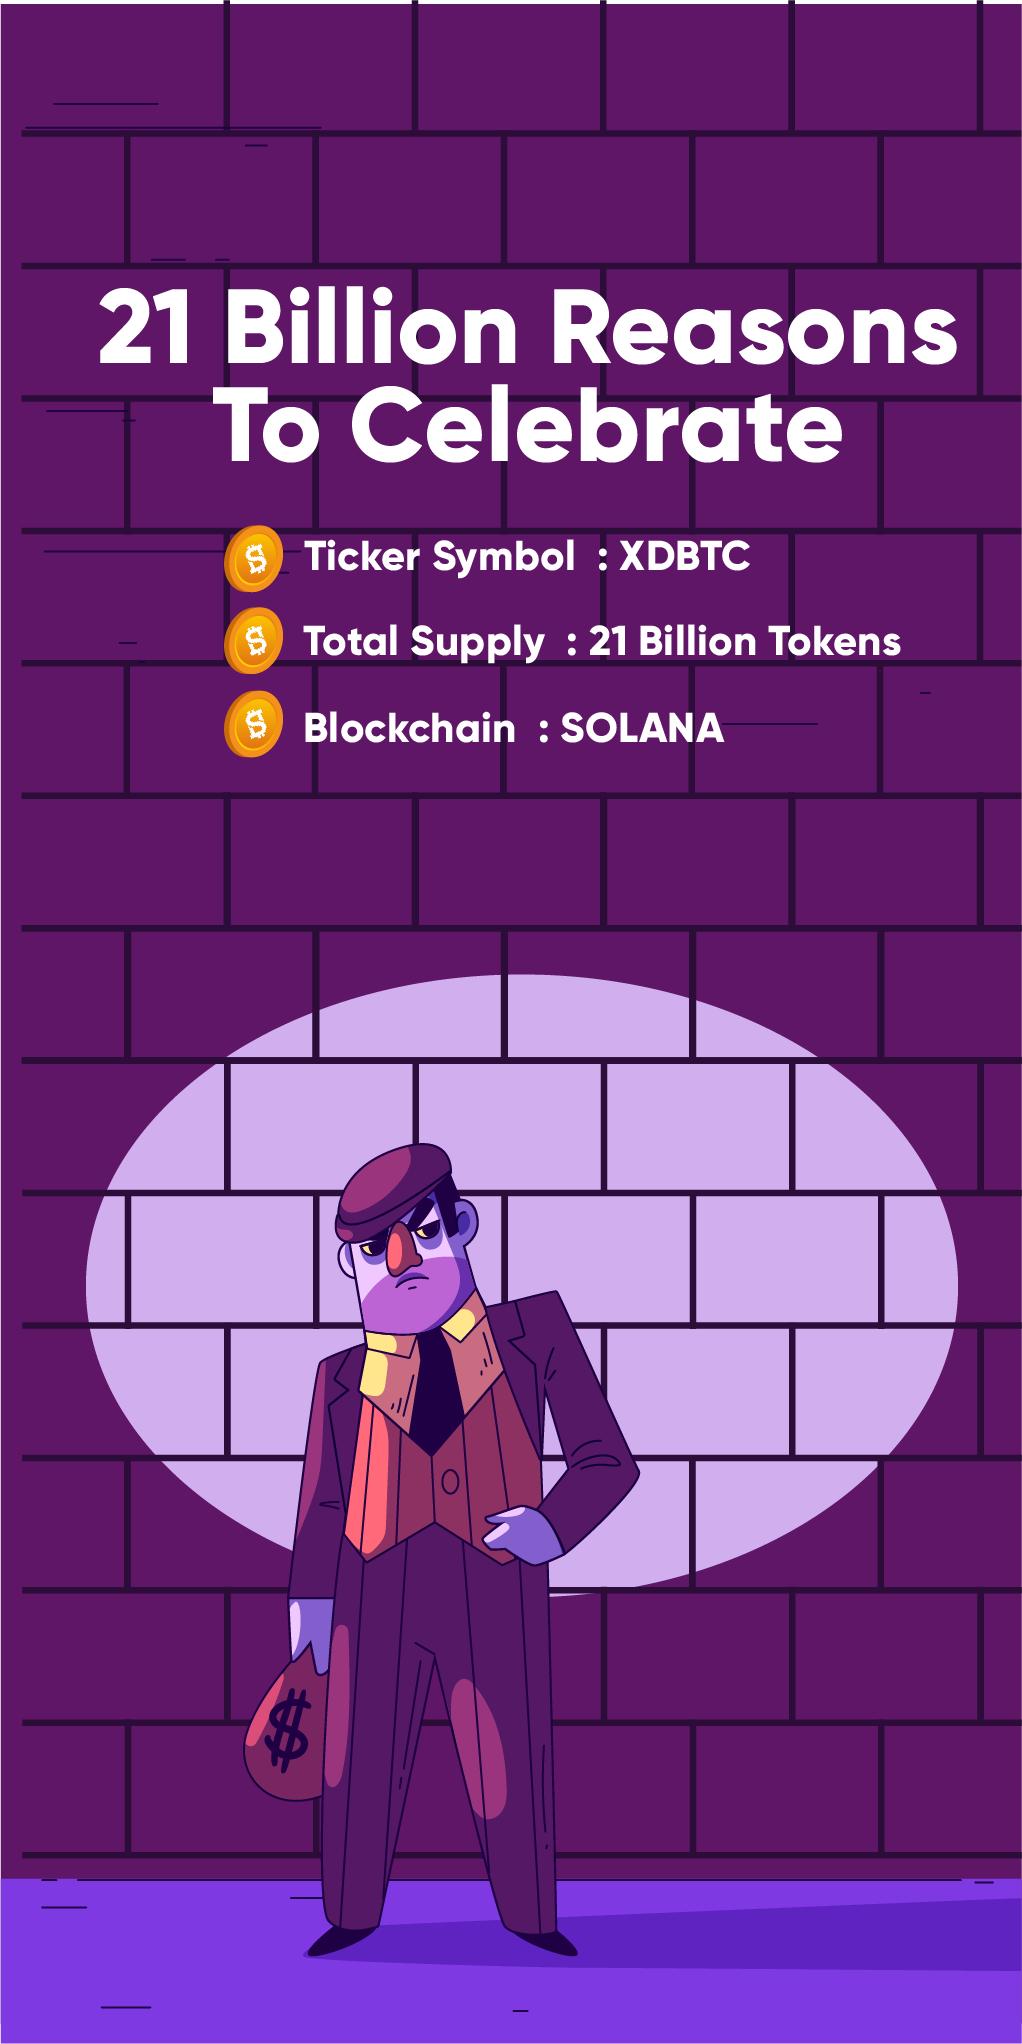 21 Billion Reasons
To Celebrate
Ticker Symbol : XDBTC
Total Supply : 21 Billion Tokens
Blockchain : SOLANA
$